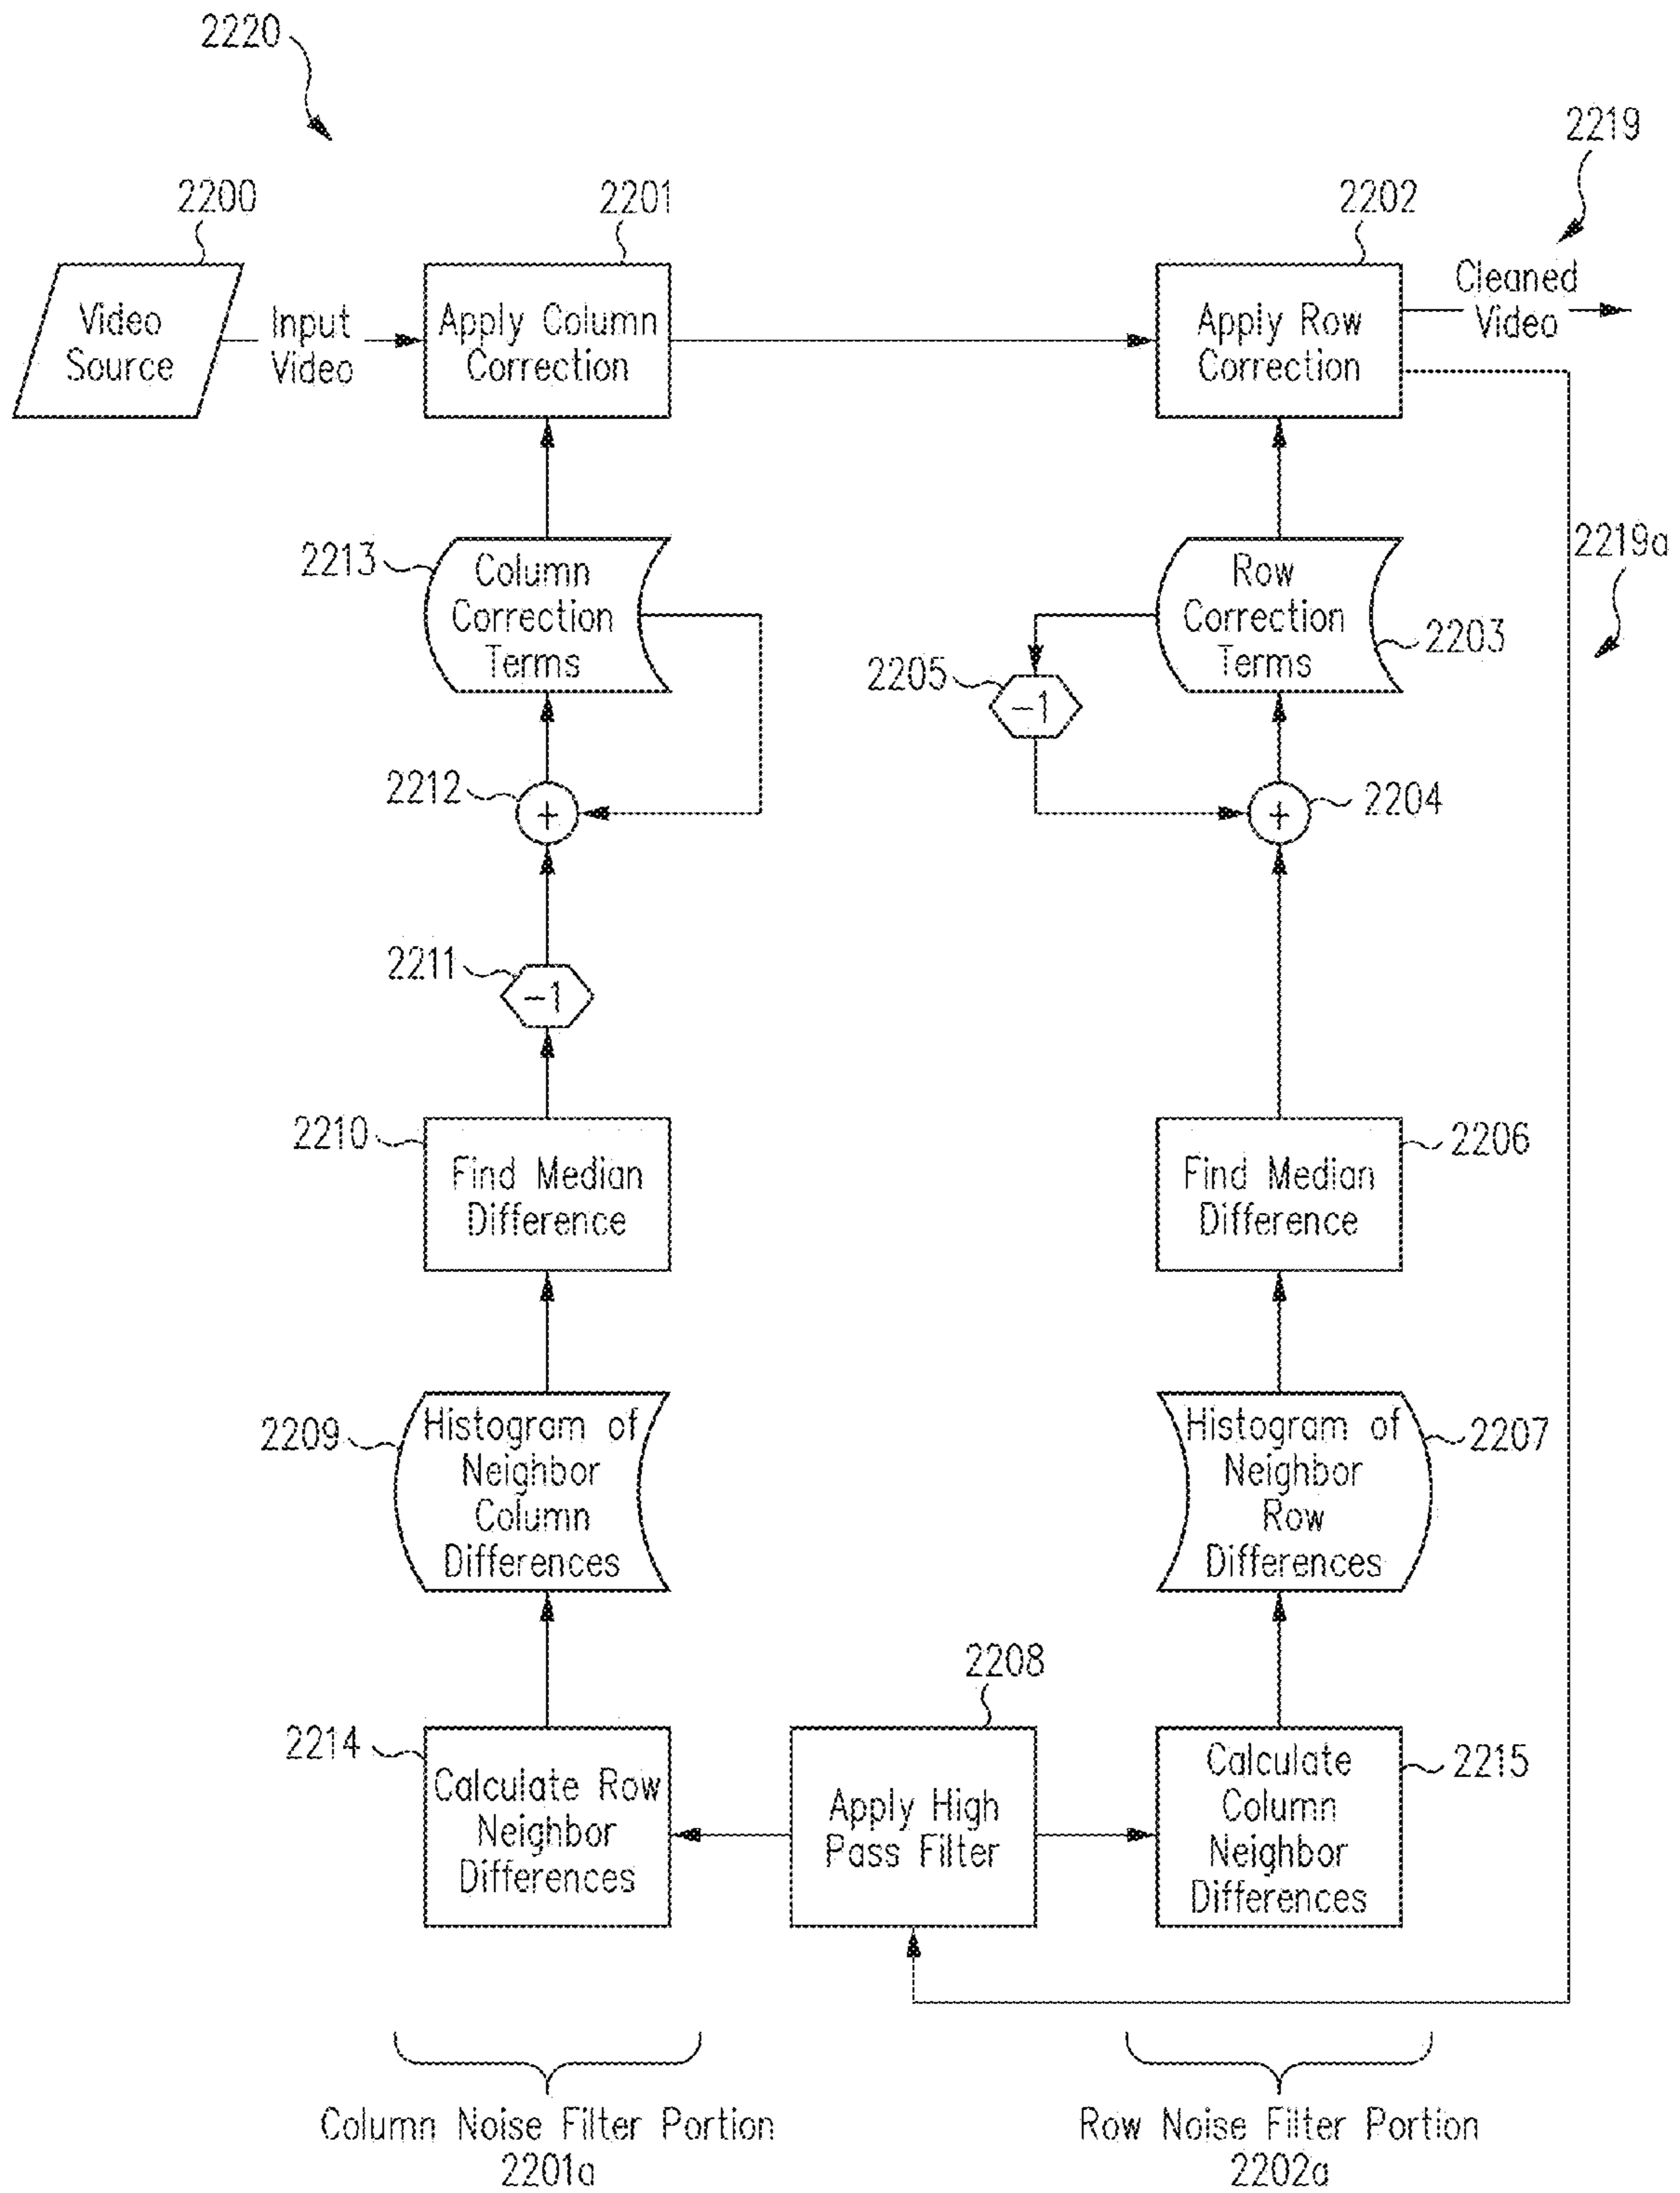 2220
2219
2200
2201
2202
Video
Source
Input
Video
Apply Column
Correction
Apply Row
Correction
Cleaned
Video
2219a
2213
Column
Correction
Terms
Row
Correction
Terms
2203
2205
-1
2212
+
+
2204
2211
-1
2210
Find Median
Difference
Find Median
Difference
2206
2209
Histogram of
Neighbor
Column
Differences
Histogram of
Neighbor
Row
Differences
2207
2208
2214
Calculate Row
Neighbor
Differences
Apply High
Pass Filter
Calculate
Column
Neighbor
Differences
2215
Column Noise Filter Portion
2201a
Row Noise Filter Portion
2202a